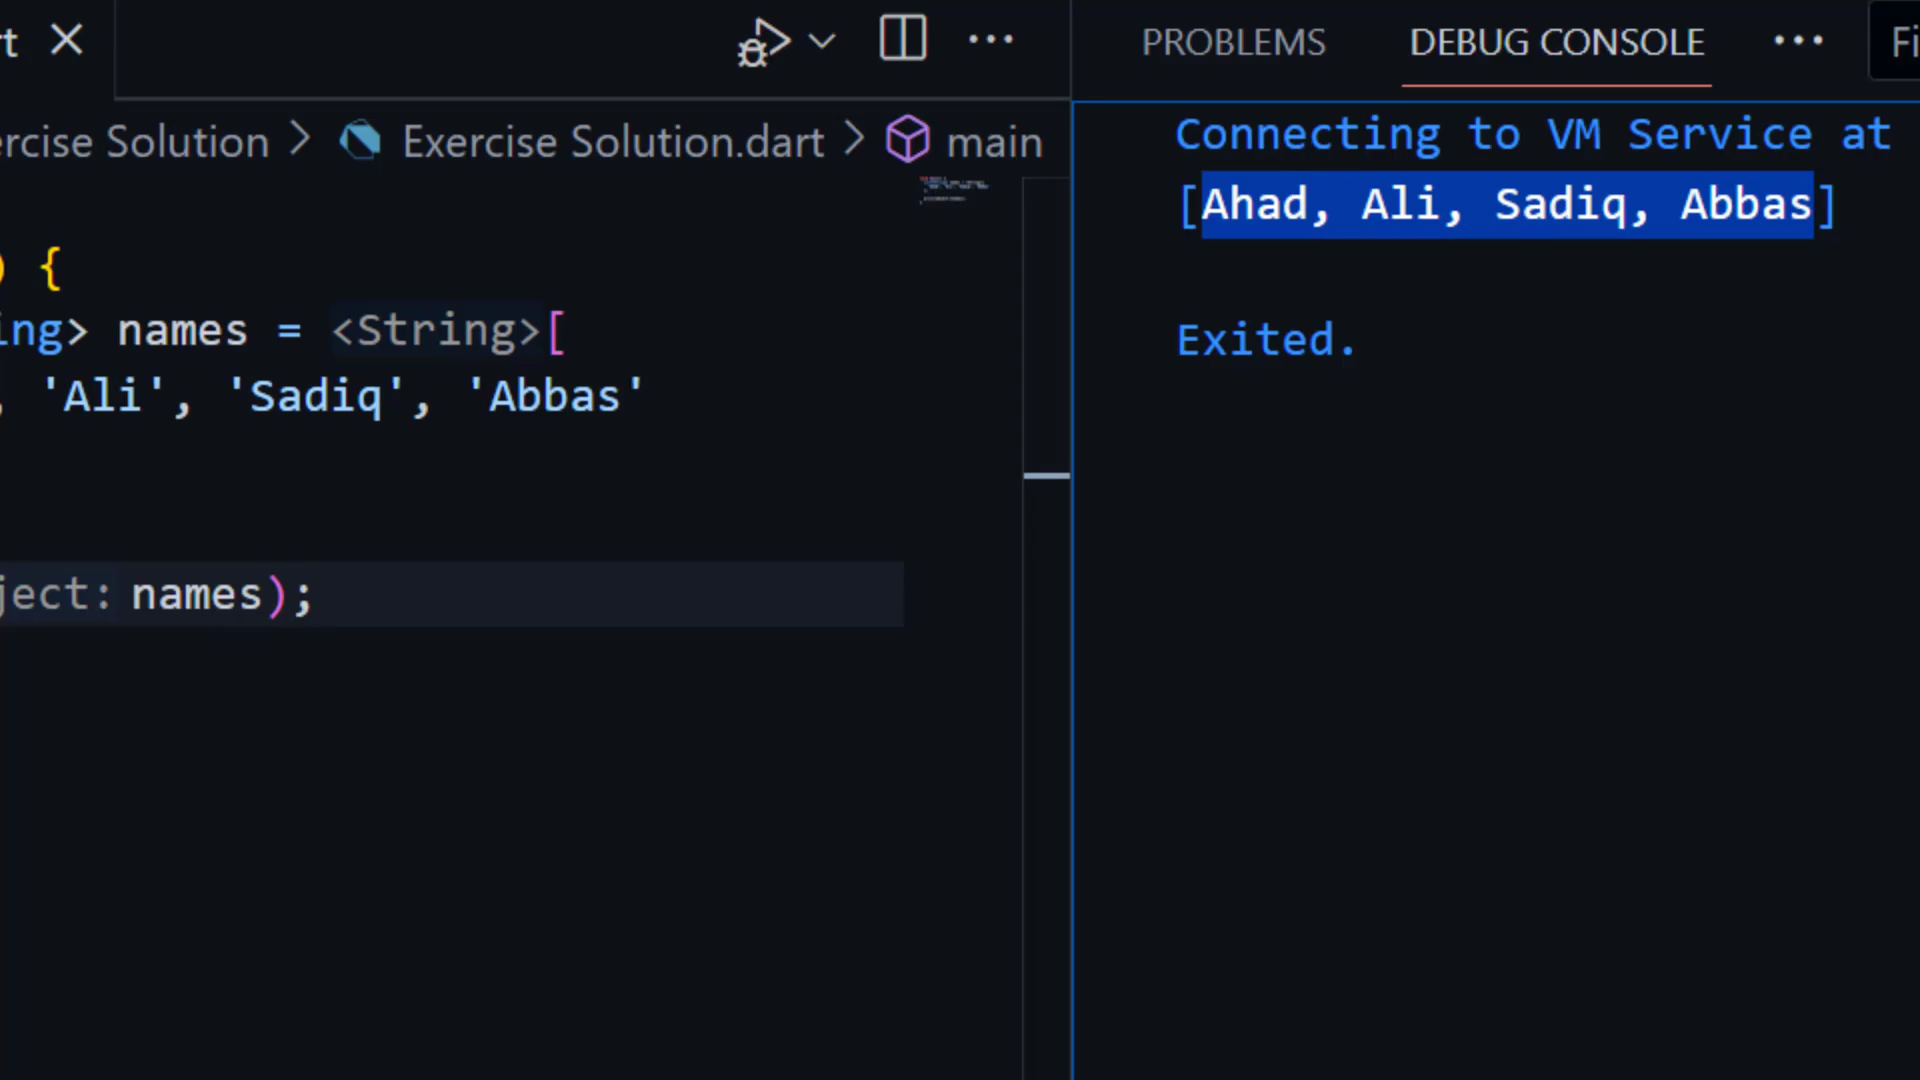 t
PROBLEMS DEBUG CONSOLE Fi
rcise Solution > Exercise Solution.dart > main
) {
ing> names = <String>[
, 'Ali', 'Sadiq', 'Abbas'
ject: names);
Connecting to VM Service at
[Ahad, Ali, Sadiq, Abbas]
Exited.